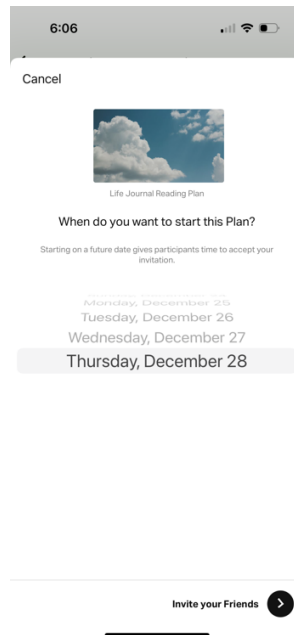 6:06
Cancel
Life Journal Reading Plan
When do you want to start this Plan?
Starting on a future date gives participants time to accept your
invitation.
Monday, December 25
Tuesday, December 26
Wednesday, December 27
Thursday, December 28
Invite your Friends